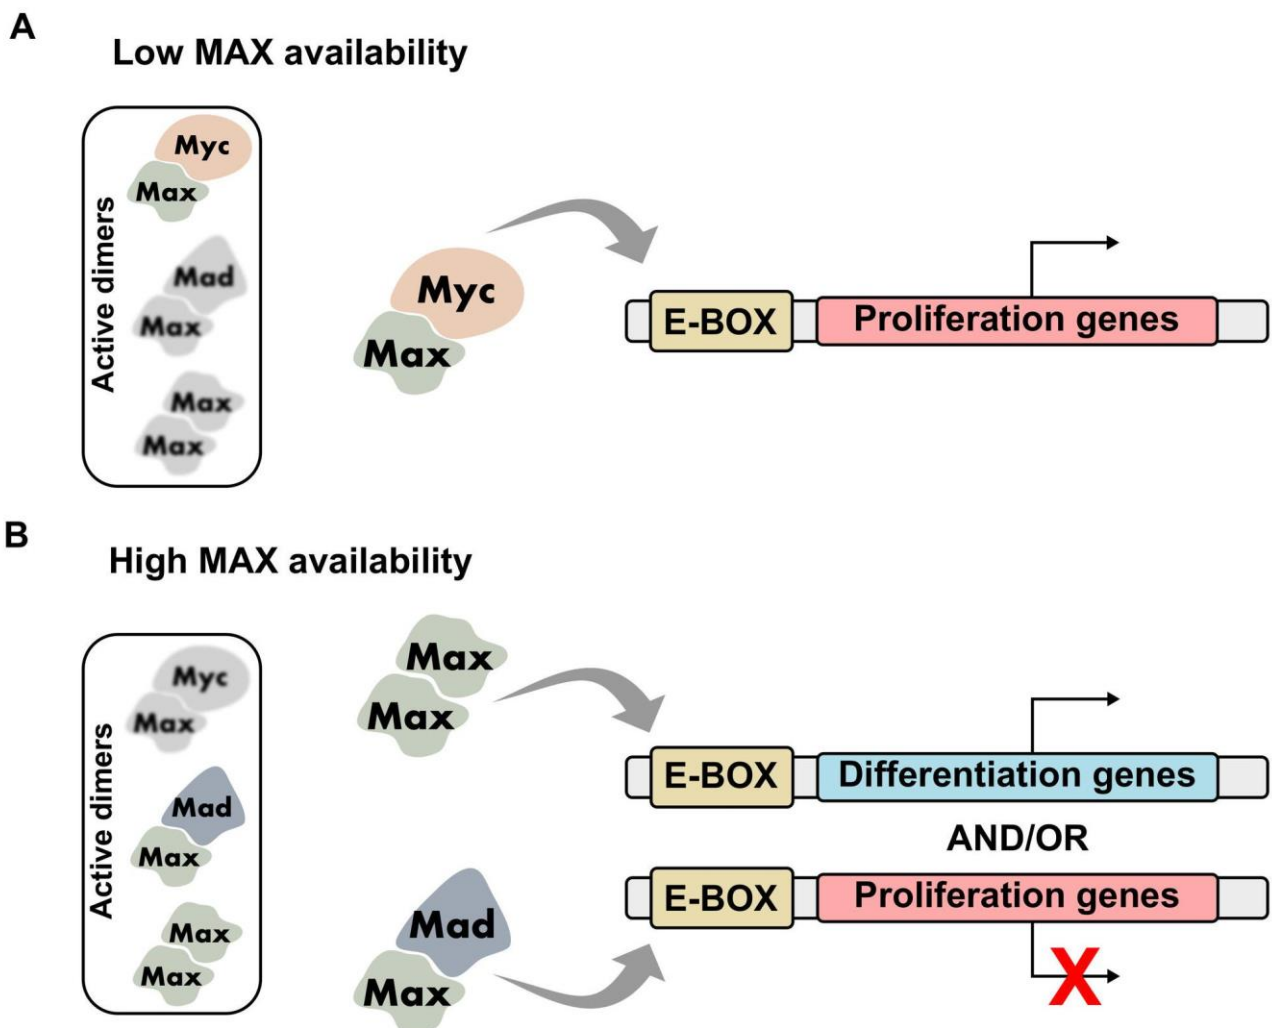 A
Low MAX availability
Active dimers
Myc
Max
Mad
Max
Max
Max
Myc
Max
E-BOX
Proliferation genes
B
High MAX availability
Active dimers
Myc
Max
Mad
Max
Max
Max
Max
Max
E-BOX
Differentiation genes
AND/OR
Mad
Max
E-BOX
Proliferation genes
X